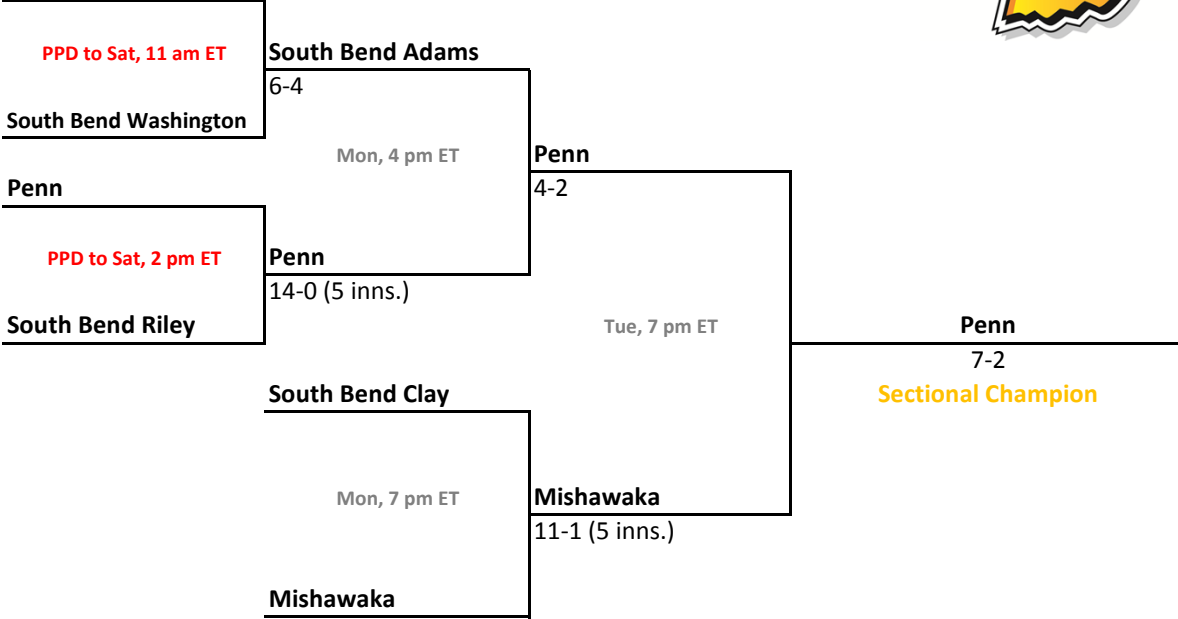 PPD to Sat, 11 am ET
South Bend Adams
6-4
South Bend Washington
Mon, 4 pm ET
Penn
4-2
Penn
PPD to Sat, 2 pm ET
Penn
14-0 (5 inns.)
South Bend Riley
Tue, 7 pm ET
Penn
7-2
Sectional Champion
South Bend Clay
Mon, 7 pm ET
Mishawaka
11-1 (5 inns.)
Mishawaka